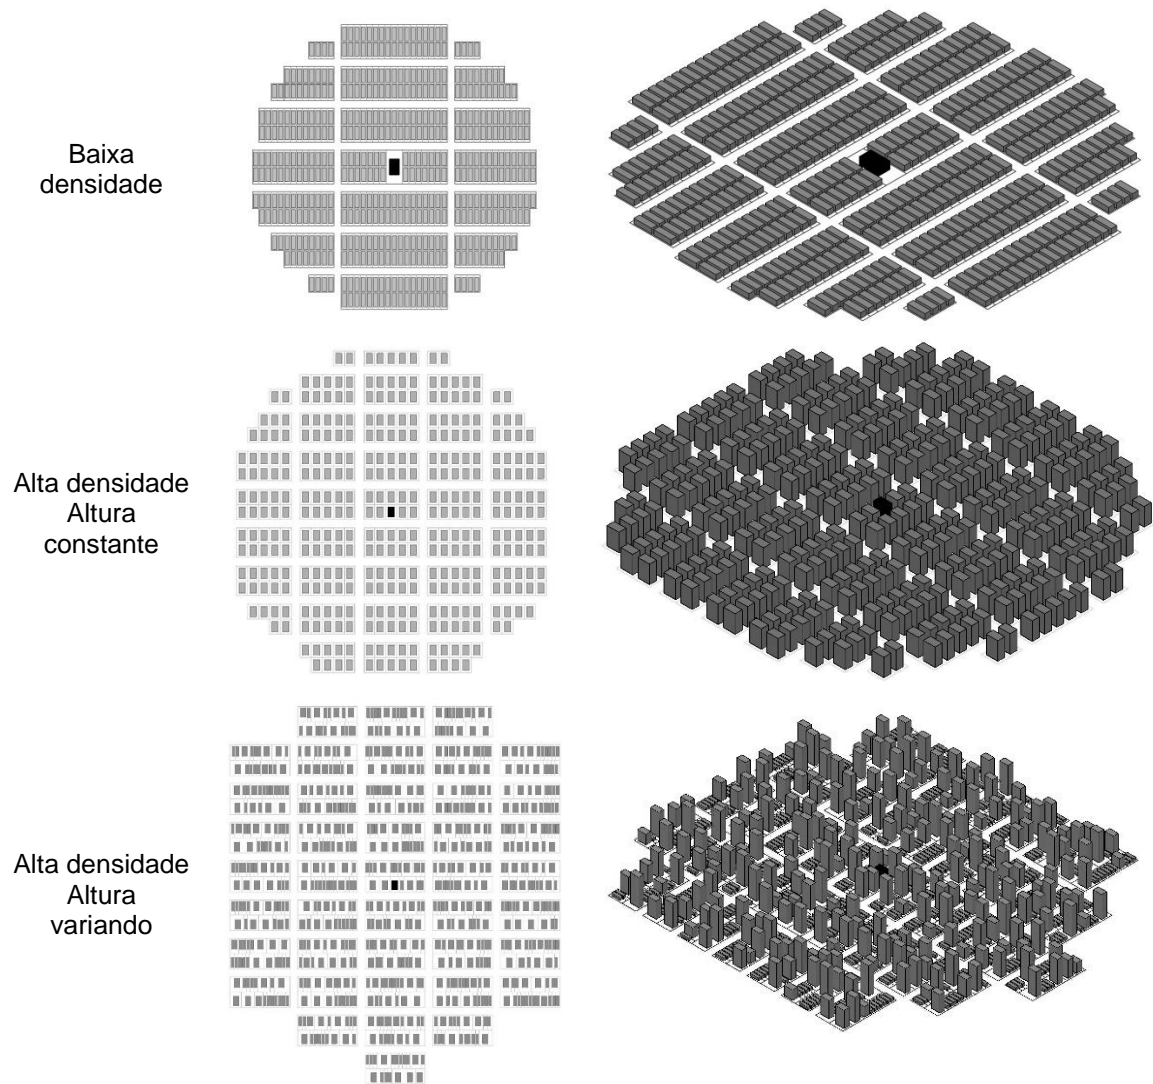 Baixa
densidade
Alta densidade
Altura
constante
Alta densidade
Altura
variando